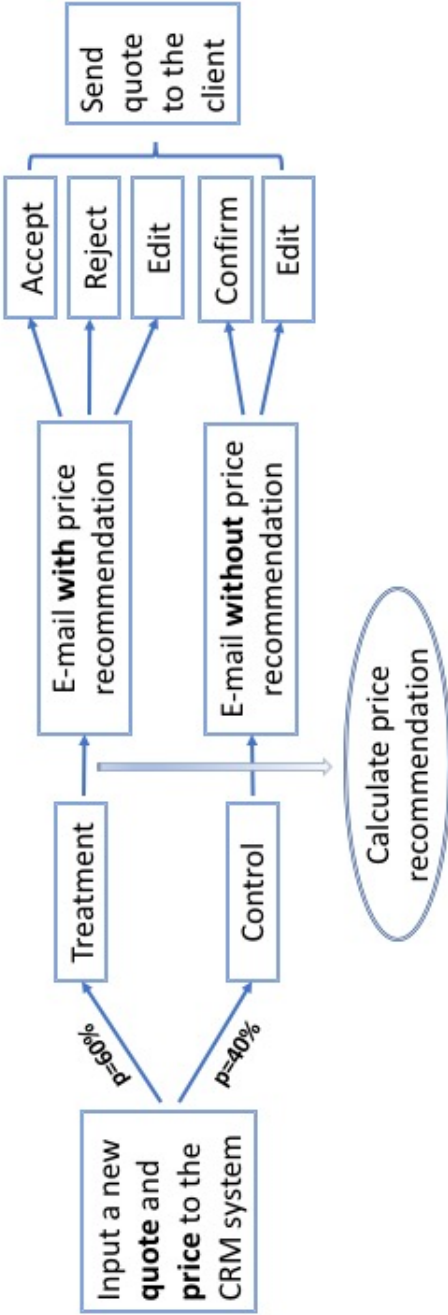 Input a new
quote and
price to the
CRM system
p=60%
p=40%
Treatment
Control
E-mail with price
recommendation
E-mail without price
recommendation
Calculate price
recommendation
Accept
Reject
Edit
Confirm
Edit
Send
quote
to the
client